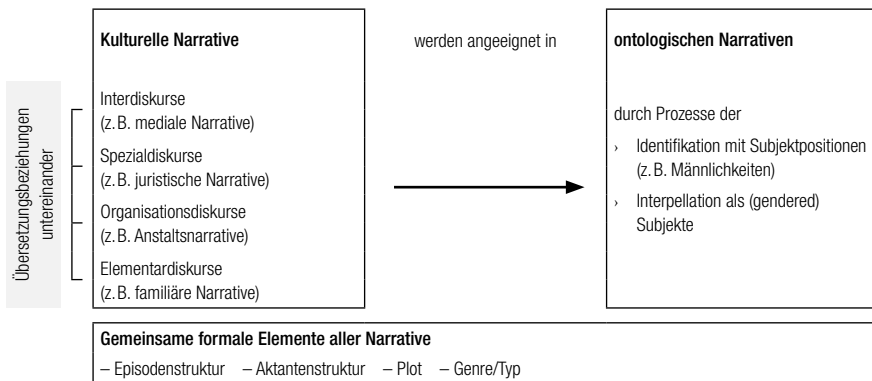 Übersetzungsbeziehungen
untereinander
Kulturelle Narrative
Interdiskurse
(z.B. mediale Narrative)
Spezialdiskurse
(z.B. juristische Narrative)
Organisationsdiskurse
(z.B. Anstaltsnarrative)
Elementardiskurse
(z.B. familiäre Narrative)
werden angeeignet in
ontologischen Narrativen
durch Prozesse der
› Identifikation mit Subjektpositionen
(z.B. Männlichkeiten)
› Interpellation als (gendered)
Subjekte
Gemeinsame formale Elemente aller Narrative
– Episodenstruktur – Aktantenstruktur – Plot – Genre/Typ